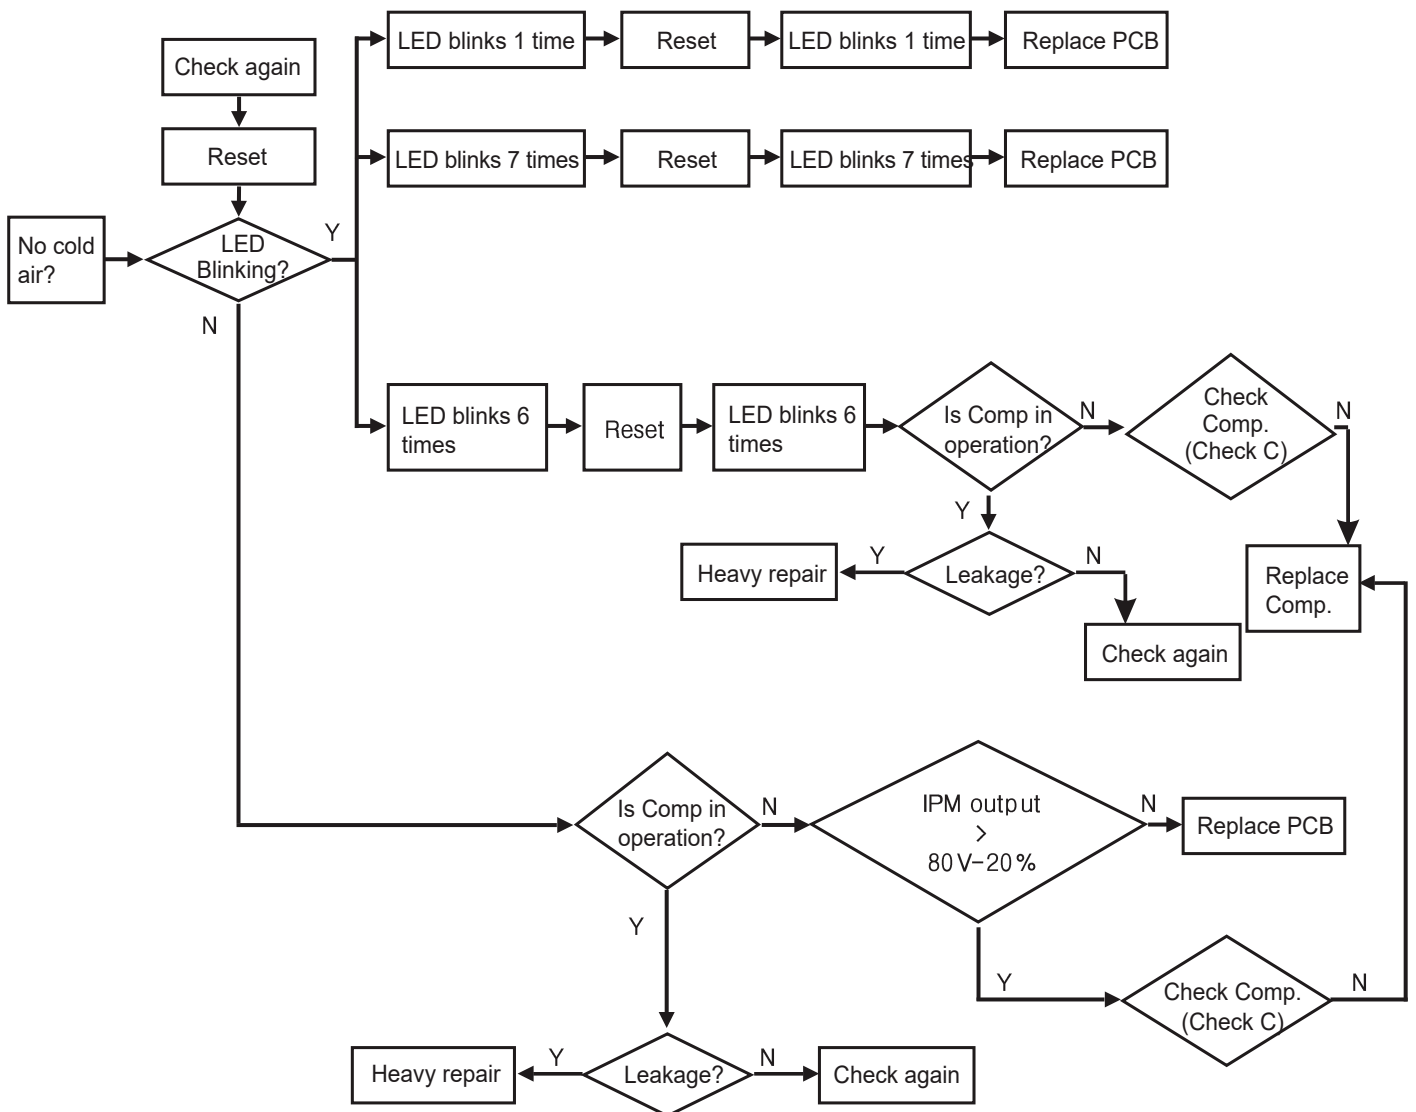 LED blinks 1 time
Reset
LED blinks 1 time
Replace PCB
Check again
Reset
LED blinks 7 times
Reset
LED blinks 7 times
Replace PCB
No cold
air?
LED
Blinking?
Y
N
LED blinks 6
times
Reset
LED blinks 6
times
Is Comp in
operation?
N
Check
Comp.
(Check C)
N
Y
Heavy repair
Y
Leakage?
N
Replace
Comp.
Check again
Is Comp in
operation?
N
IPM output
>
80V-20%
N
Replace PCB
Y
Y
Check Comp.
(Check C)
N
Heavy repair
Y
Leakage?
N
Check again